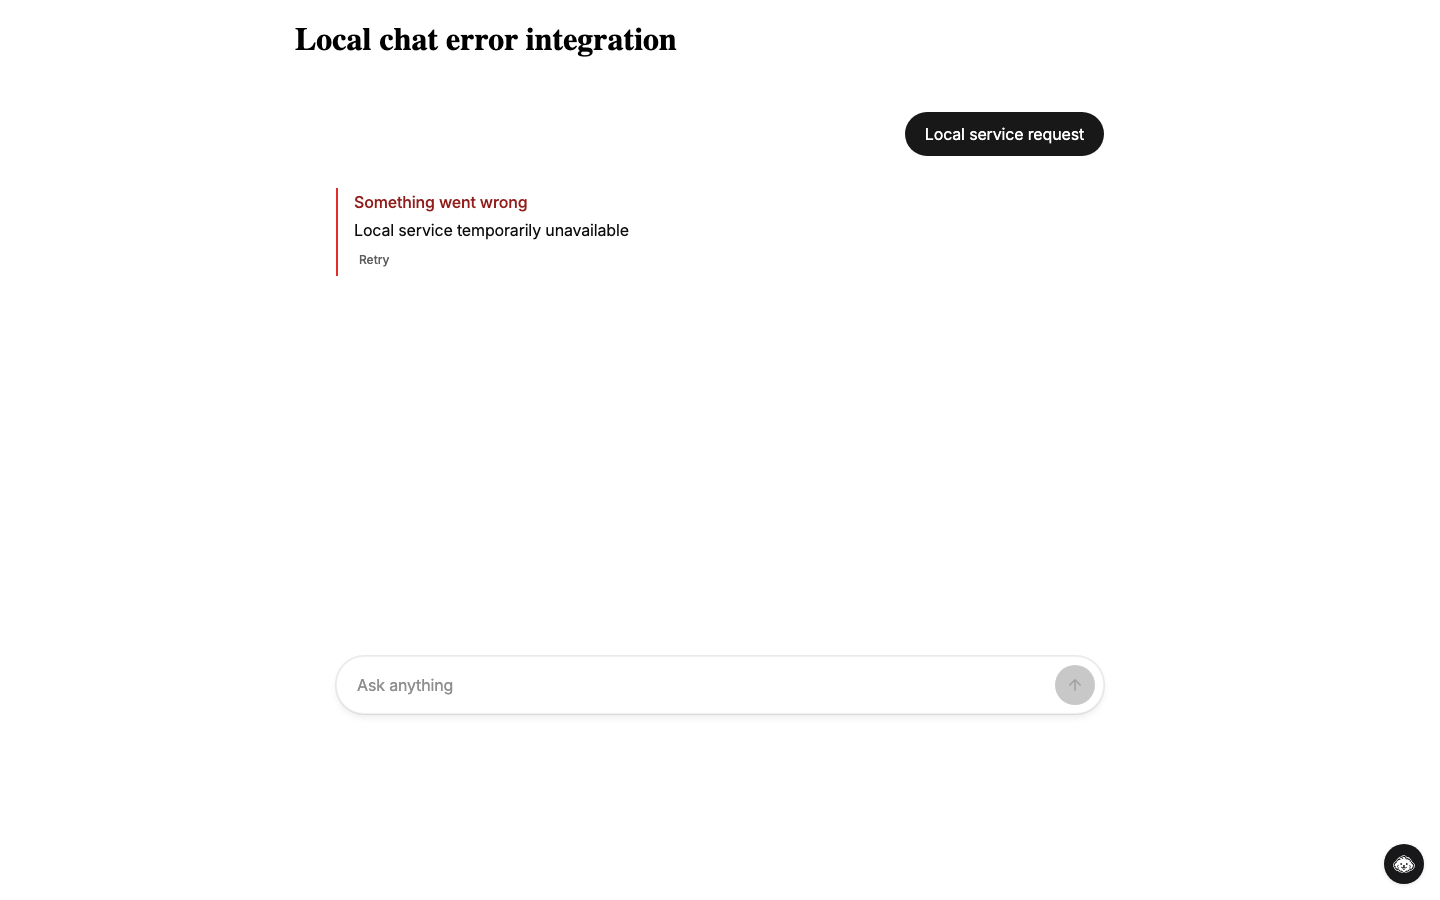 Local chat error integration
Local service request
Something went wrong
Local service temporarily unavailable
Retry
Ask anything